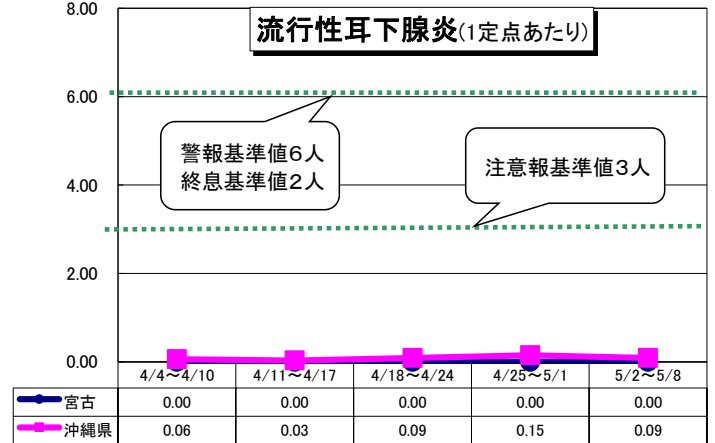 流行性耳下腺炎(1定点あたり)
8.00
6.00
警報基準値6人
終息基準値2人
注意報基準値3人
4.00
2.00
0.00
4/4～4/10 4/11～4/17 4/18～4/24 4/25～5/1 5/2～5/8
宮古 0.00 0.00 0.00 0.00 0.00
沖縄県 0.06 0.03 0.09 0.15 0.09